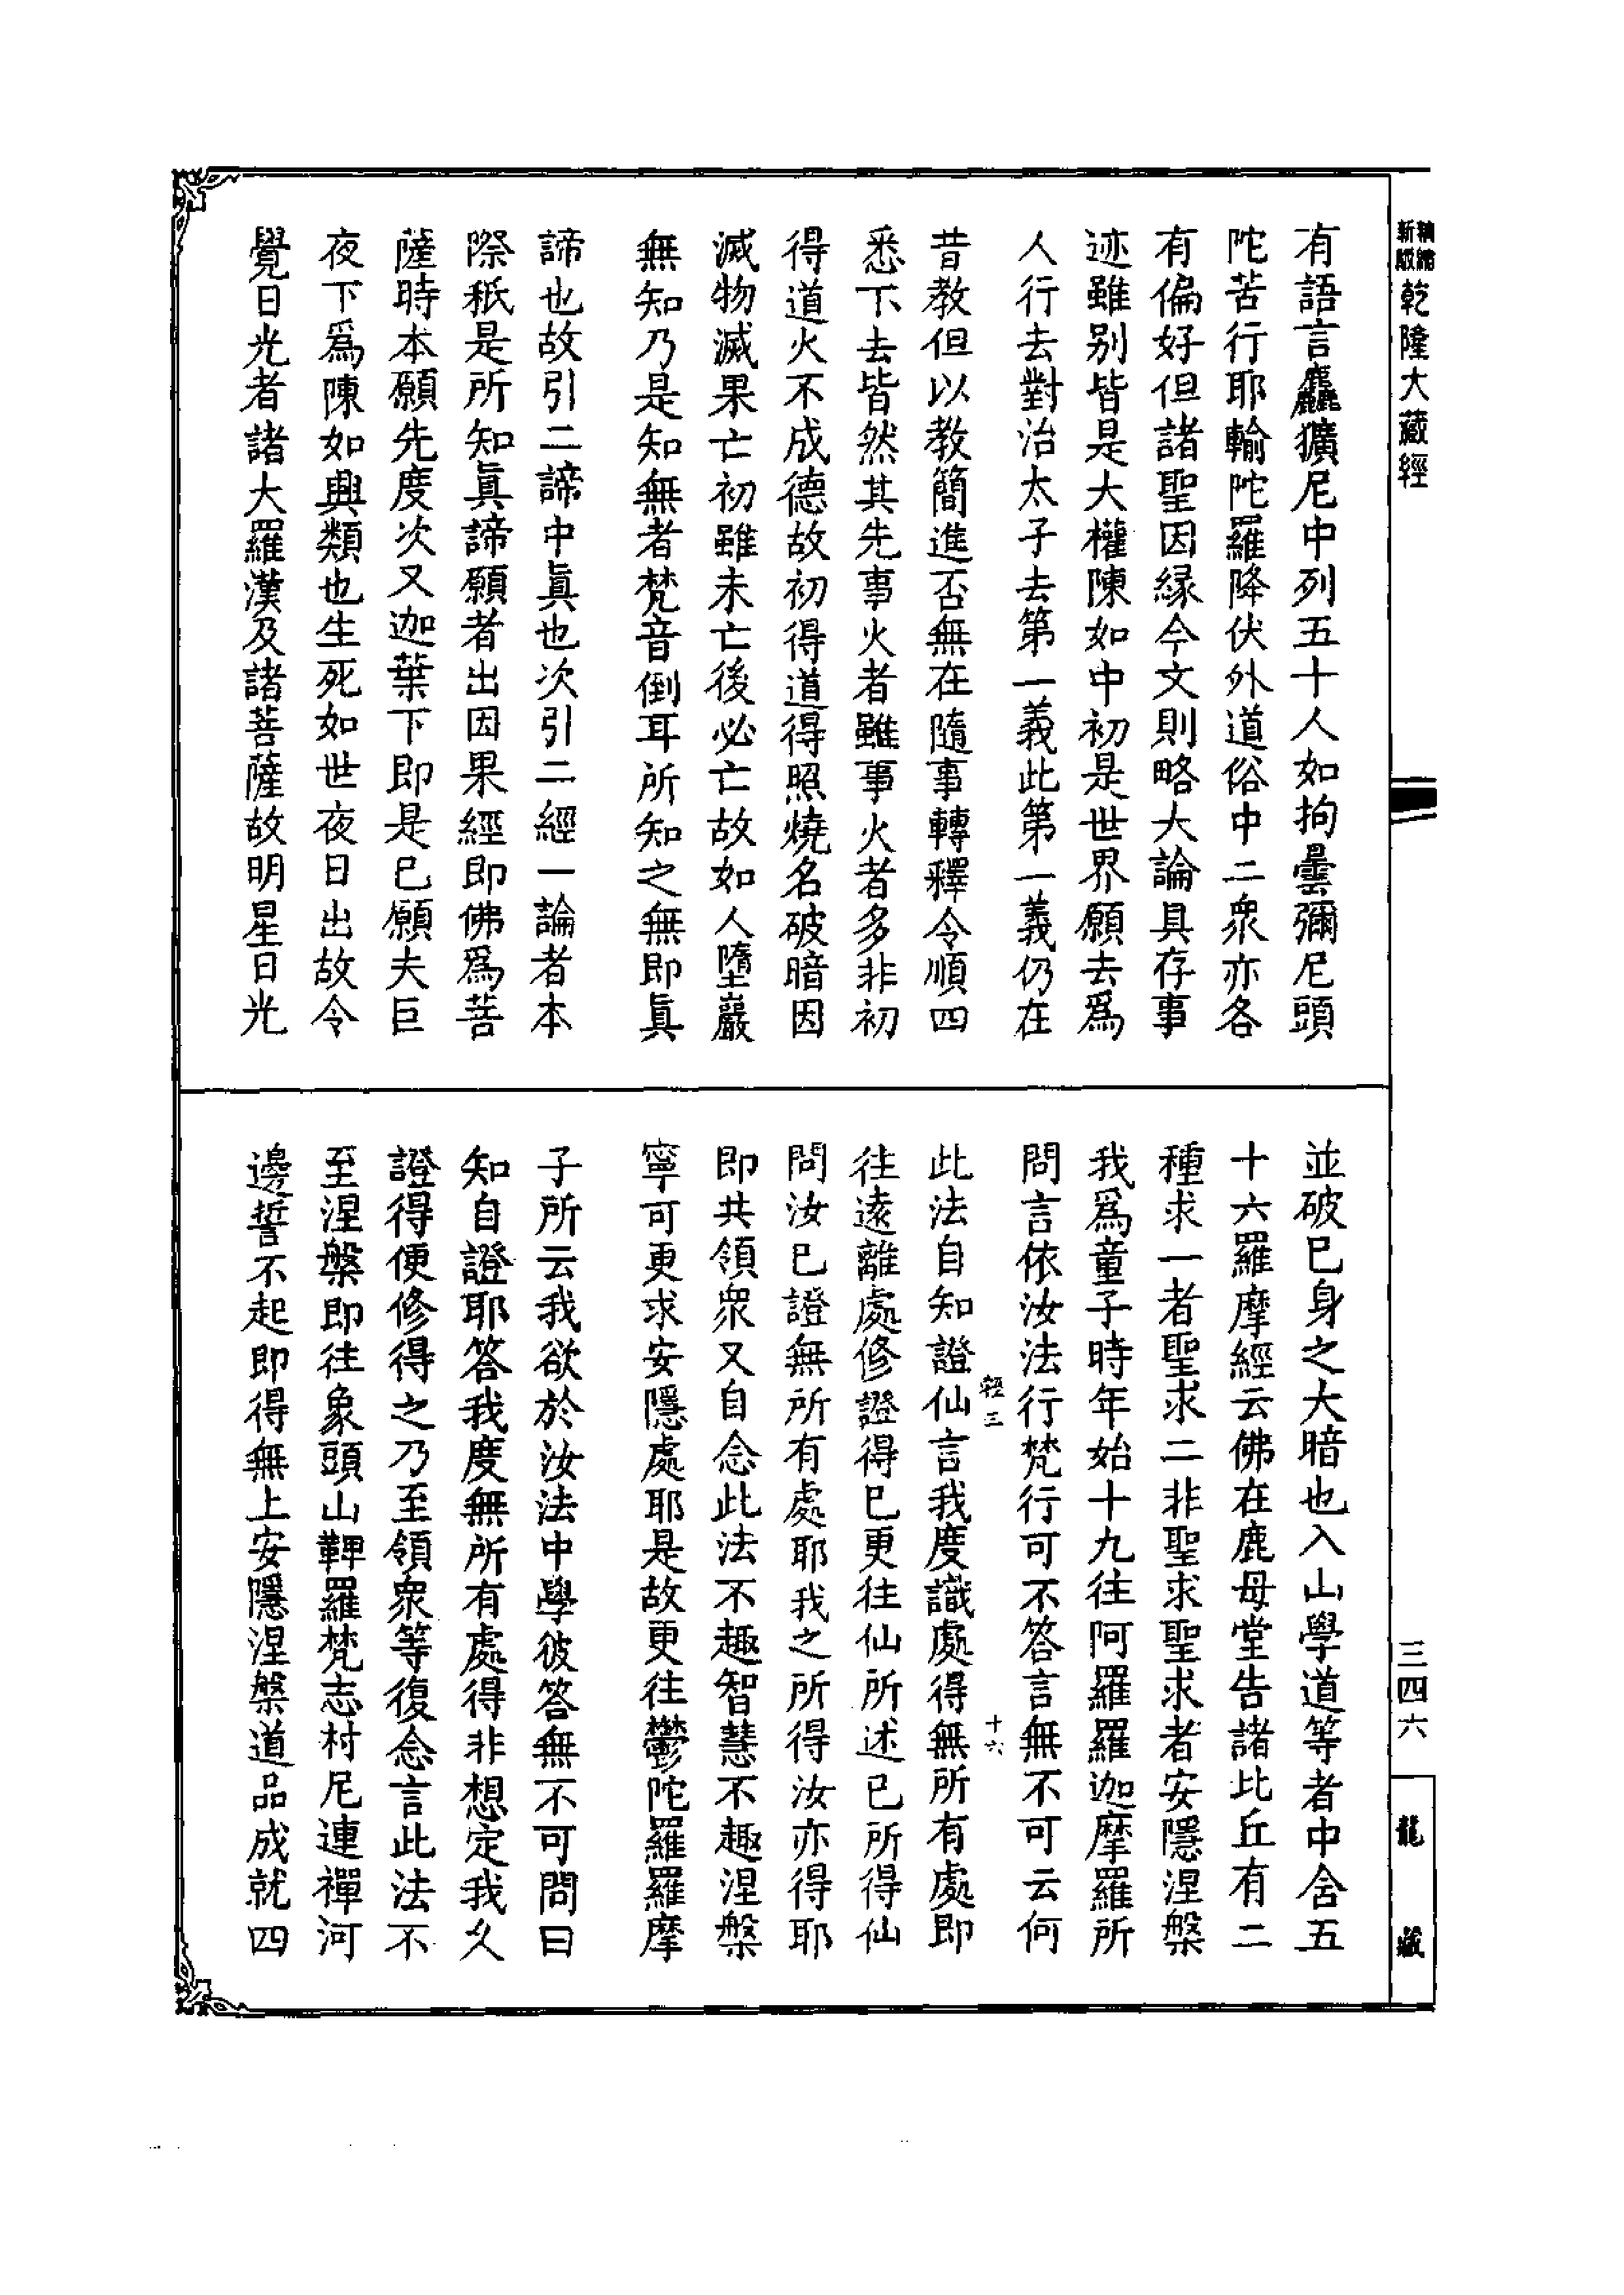 新編縮版乾隆大藏經
有語言麤獷尼中列五十人如拘曇彌尼頭
陀苦行耶輸陀羅降伏外道俗中二衆亦各
有偏好但諸聖因緣今文則略大論具存事
迹雖別皆是大權陳如中初是世界願去爲
人行去對治太子去第一義此第一義仍在
昔教但以教簡進否無在隨事轉釋令順四
悉下去皆然其先事火者雖事火者多非初
得道火不成德故初得道得照燒名破暗因
滅物滅果亡初雖未亡後必亡故如人墮巖
無知乃是知無者梵音倒耳所知之無即眞
諦也故引二諦中眞也次引二經一論者本
際秖是所知眞諦願者出因果經即佛爲菩
薩時本願先度次又迦葉下即是已願夫巨
夜下爲陳如與類也生死如世夜日出故令
覺日光者諸大羅漢及諸菩薩故明星日光
並破已身之大暗也入山學道等者中含五
十六羅摩經云佛在鹿母堂告諸比丘有二
種求一者聖求二非聖求聖求者安隱涅槃
我爲童子時年始十九往阿羅羅迦摩羅所
問言依汝法行梵行可不答言無不可云何
輕三
十六
此法自知證仙言我度識處得無所有處即
往遠離處修證得已更往仙所述已所得仙
問汝已證無所有處耶我之所得汝亦得耶
即共領衆又自念此法不趣智慧不趣涅槃
寧可更求安隱處耶是故更往鬱陀羅羅摩
子所云我欲於汝法中學彼答無不可問曰
知自證耶答我度無所有處得非想定我久
證得便修得之乃至領衆等復念言此法不
至涅槃即往象頭山鞞羅梵志村尼連禪河
邊誓不起即得無上安隱涅槃道品成就四
三四六
龍藏